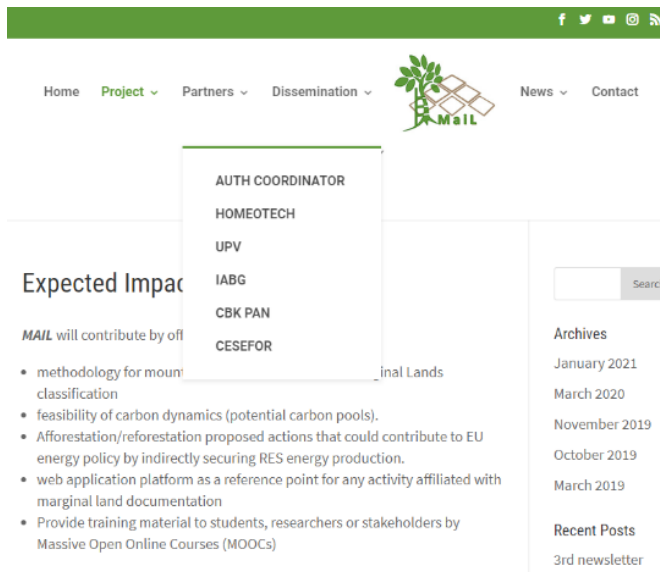 Home Project Partners Dissemination MaiL News Contact
AUTH COORDINATOR
HOMEOTECH
UPV
IABG
CBK PAN
CESEFOR
Expected Impac
MAIL will contribute by off
methodology for mount ginal Lands
classification
feasibility of carbon dynamics (potential carbon pools).
Afforestation/reforestation proposed actions that could contribute to EU
energy policy by indirectly securing RES energy production.
web application platform as a reference point for any activity affiliated with
marginal land documentation
Provide training material to students, researchers or stakeholders by
Massive Open Online Courses (MOOCs)
Searc
Archives
January 2021
March 2020
November 2019
October 2019
March 2019
Recent Posts
3rd newsletter